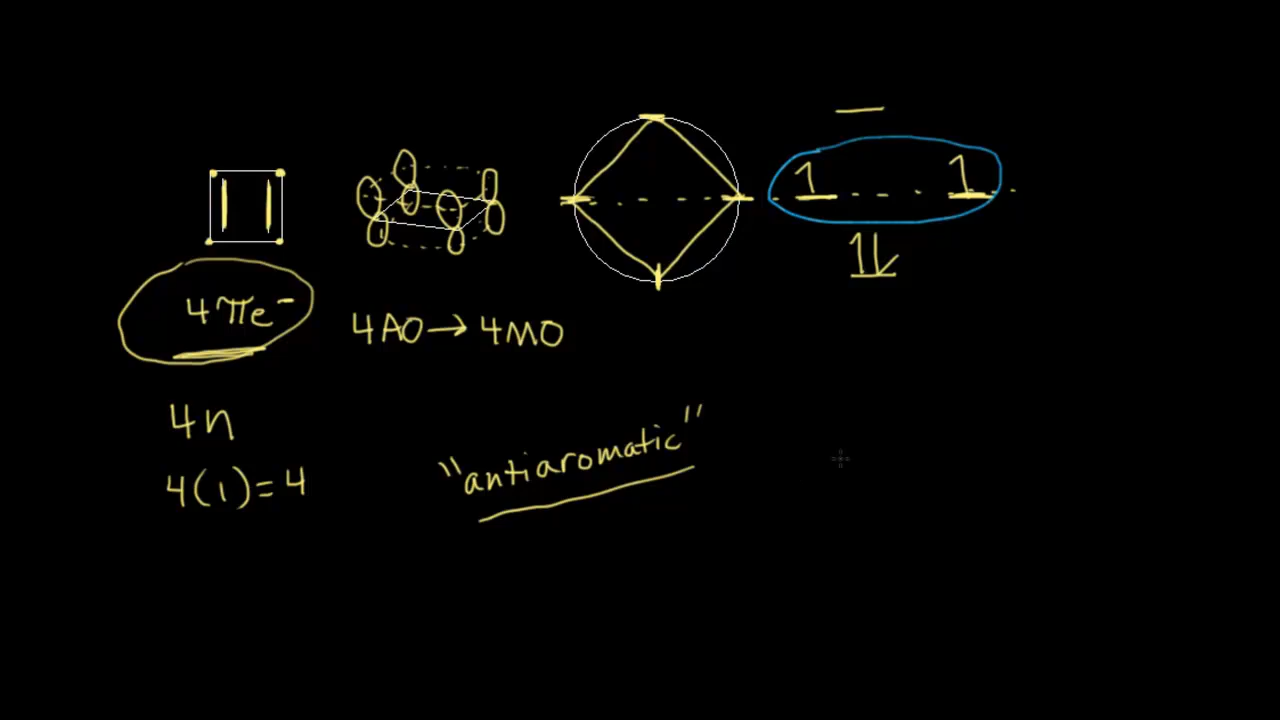 4πe⁻
4AO → 4MO
4n
4(1)=4
"antiaromatic"